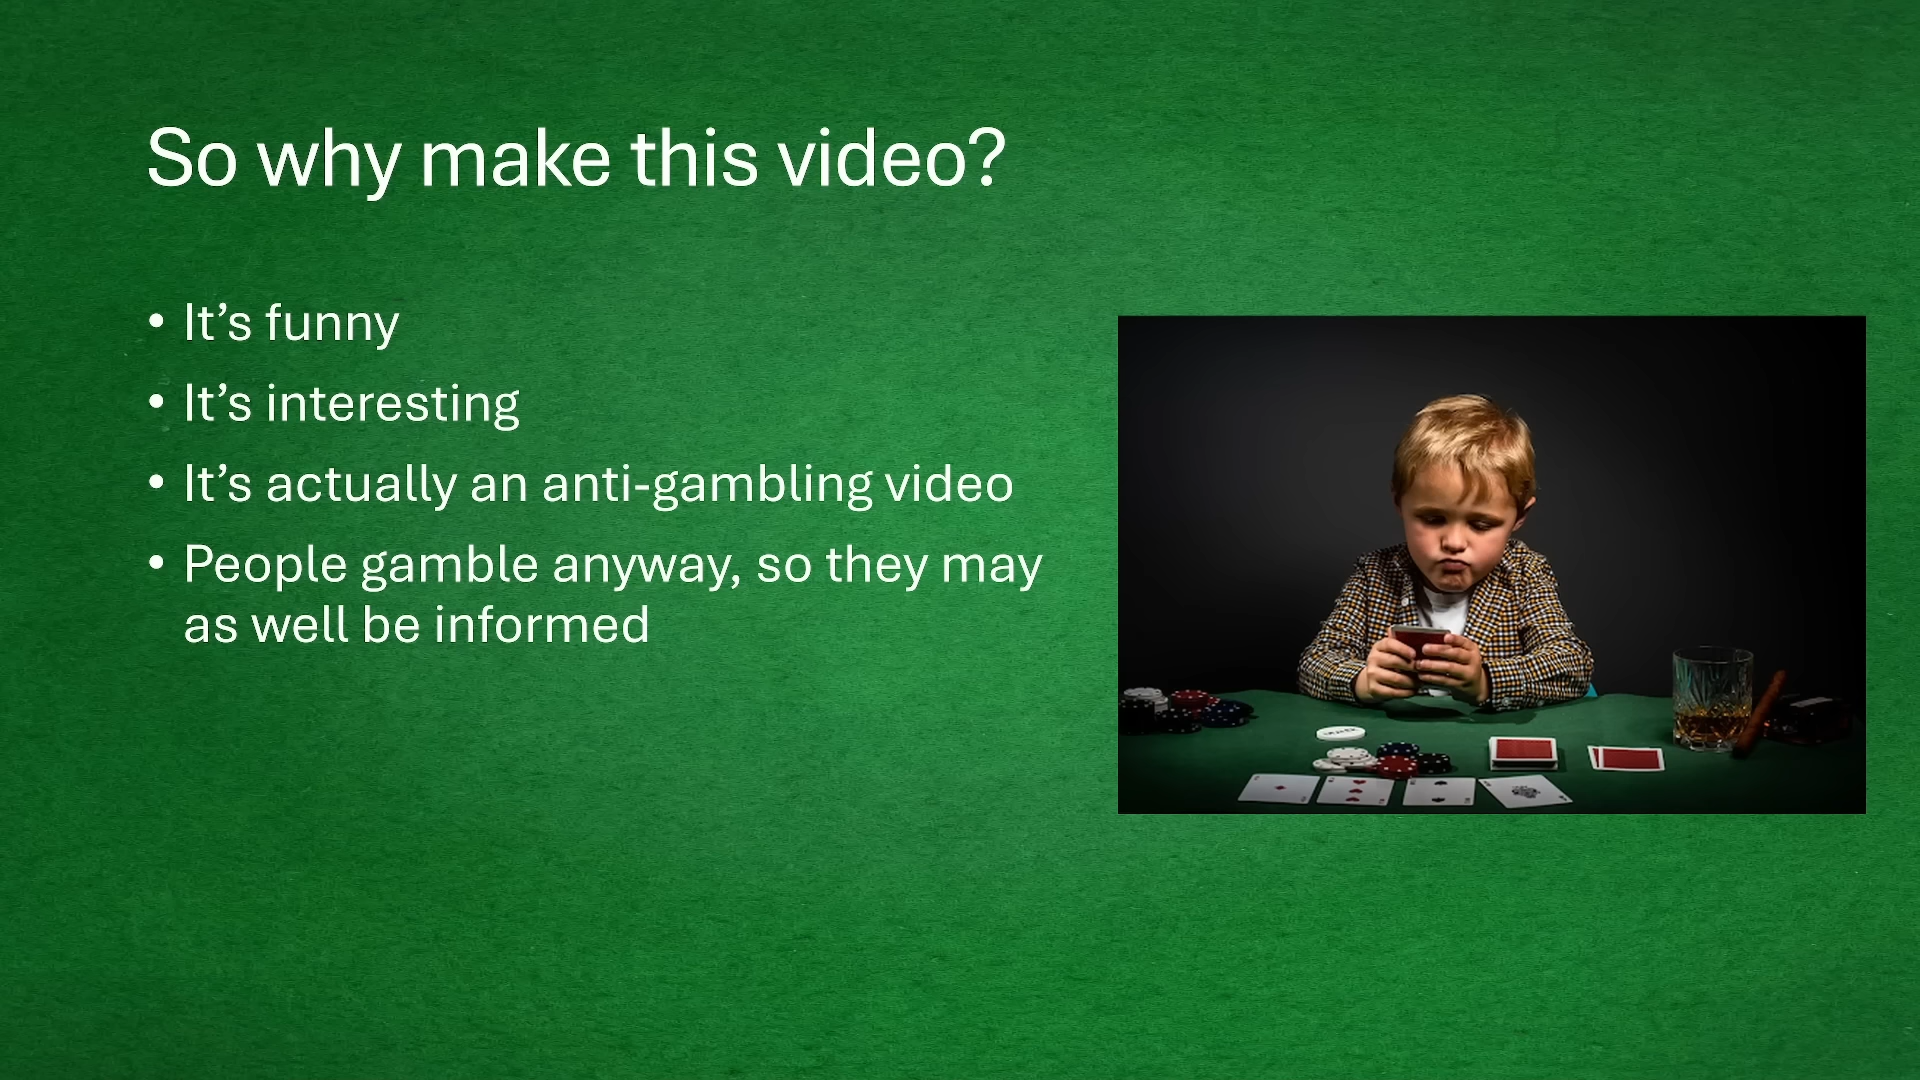 So why make this video?
• It’s funny
• It’s interesting
• It’s actually an anti-gambling video
• People gamble anyway, so they may
as well be informed